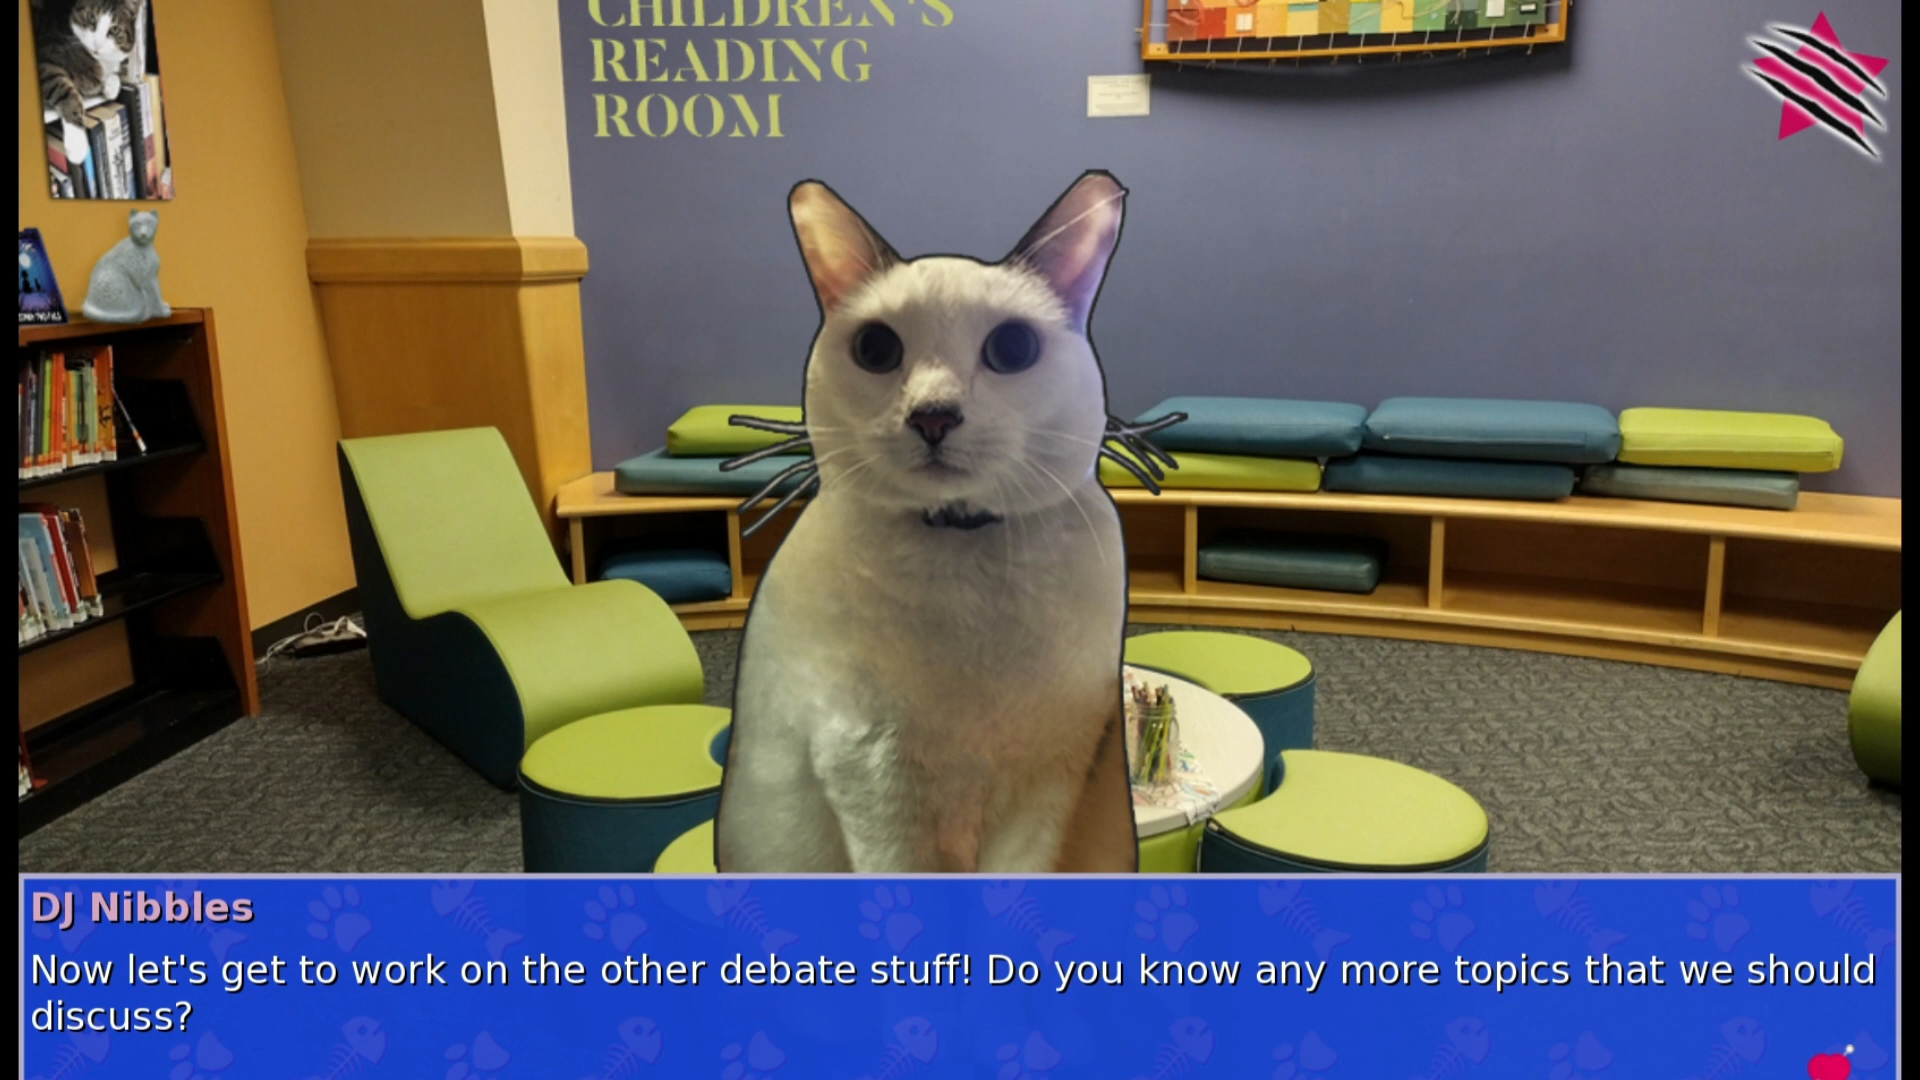 CHILDREN'S
READING
ROOM
DJ Nibbles
Now let's get to work on the other debate stuff! Do you know any more topics that we should
discuss?